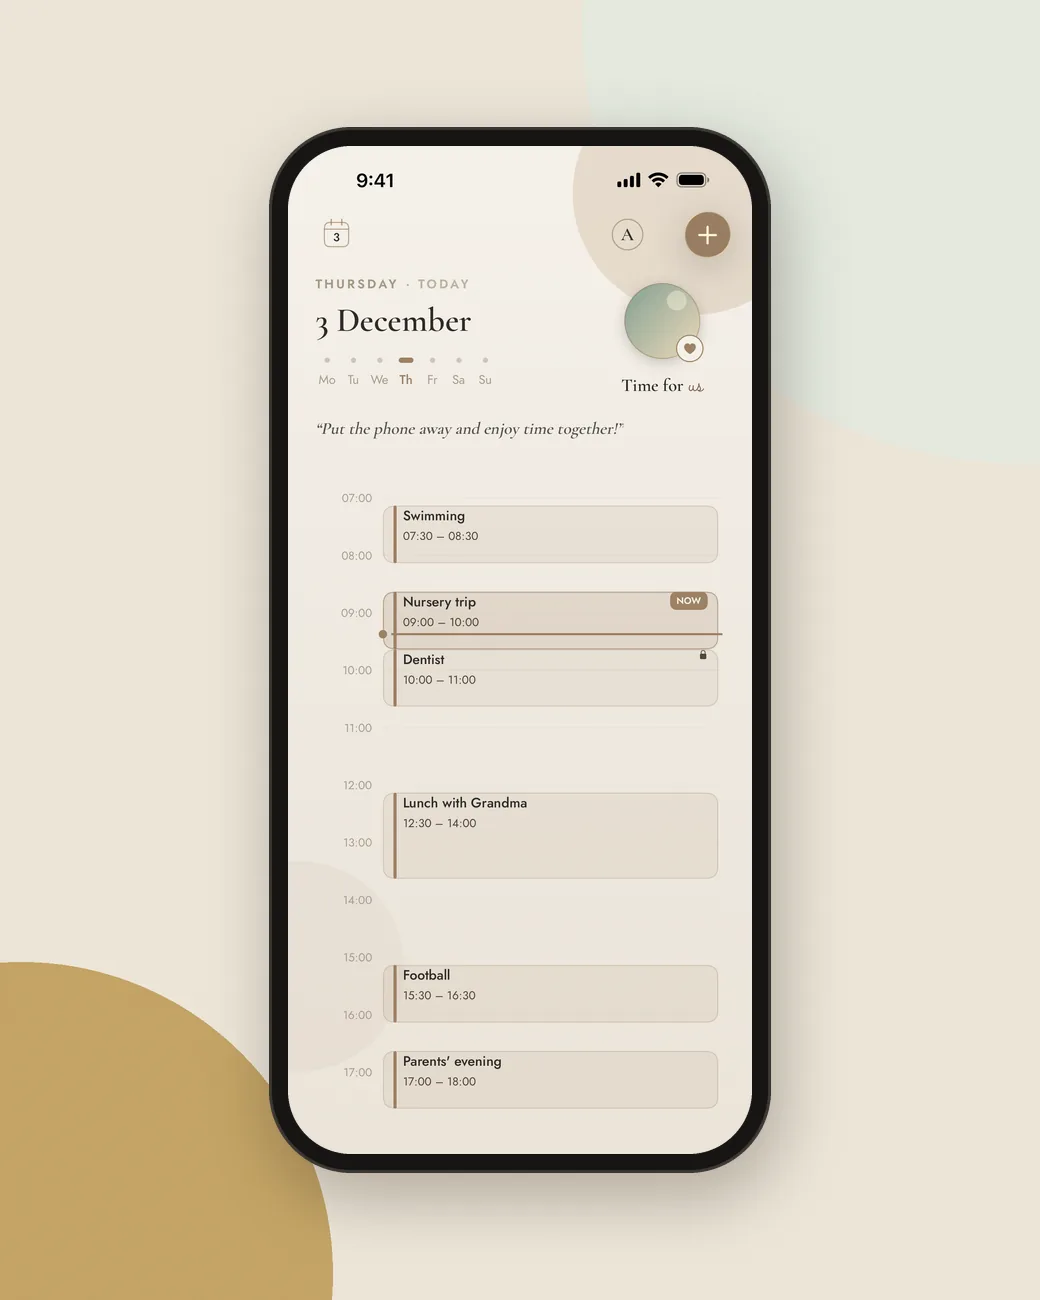 9:41
3
A
THURSDAY · TODAY
3 December
Mo Tu We Th Fr Sa Su
Time for us
“Put the phone away and enjoy time together!”
07:00
Swimming
07:30 – 08:30
08:00
Nursery trip
NOW
09:00
09:00 – 10:00
Dentist
10:00
10:00 – 11:00
11:00
12:00
Lunch with Grandma
12:30 – 14:00
13:00
14:00
15:00
Football
15:30 – 16:30
16:00
Parents' evening
17:00
17:00 – 18:00